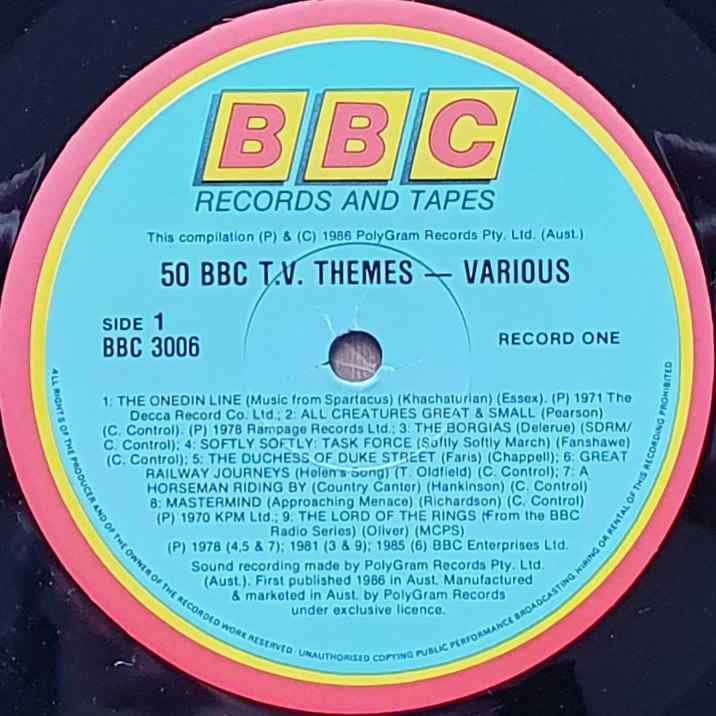 BBC
RECORDS AND TAPES
This compilation (P) & (C) 1986 PolyGram Records Pty. Ltd. (Aust.)
50 BBC T.V. THEMES — VARIOUS
SIDE 1
BBC 3006
RECORD ONE
1: THE ONEDIN LINE (Music from Spartacus) (Khachaturian) (Essex). (P) 1971 The
Decca Record Co. Ltd.; 2: ALL CREATURES GREAT & SMALL (Pearson)
(C. Control). (P) 1978 Rampage Records Ltd.; 3: THE BORGIAS (Delerue) (SDRM/
C. Control); 4: SOFTLY SOFTLY: TASK FORCE (Softly Softly March) (Fanshawe)
(C. Control); 5: THE DUCHESS OF DUKE STREET (Faris) (Chappell); 6: GREAT
RAILWAY JOURNEYS (Helen's Song) (T. Oldfield) (C. Control); 7: A
HORSEMAN RIDING BY (Country Canter) (Hankinson) (C. Control)
8: MASTERMIND (Approaching Menace) (Richardson) (C. Control)
(P) 1970 KPM Ltd.; 9: THE LORD OF THE RINGS (From the BBC
Radio Series) (Oliver) (MCPS)
(P) 1978 (4,5 & 7); 1981 (3 & 9); 1985 (6) BBC Enterprises Ltd.
Sound recording made by PolyGram Records Pty. Ltd.
(Aust.). First published 1986 in Aust. Manufactured
& marketed in Aust. by PolyGram Records
under exclusive licence.
ALL RIGHTS OF THE PRODUCER AND OF THE OWNER OF THE RECORDED WORK RESERVED. UNAUTHORISED COPYING PUBLIC PERFORMANCE BROADCASTING, HIRING OR RENTAL OF THIS RECORDING PROHIBITED